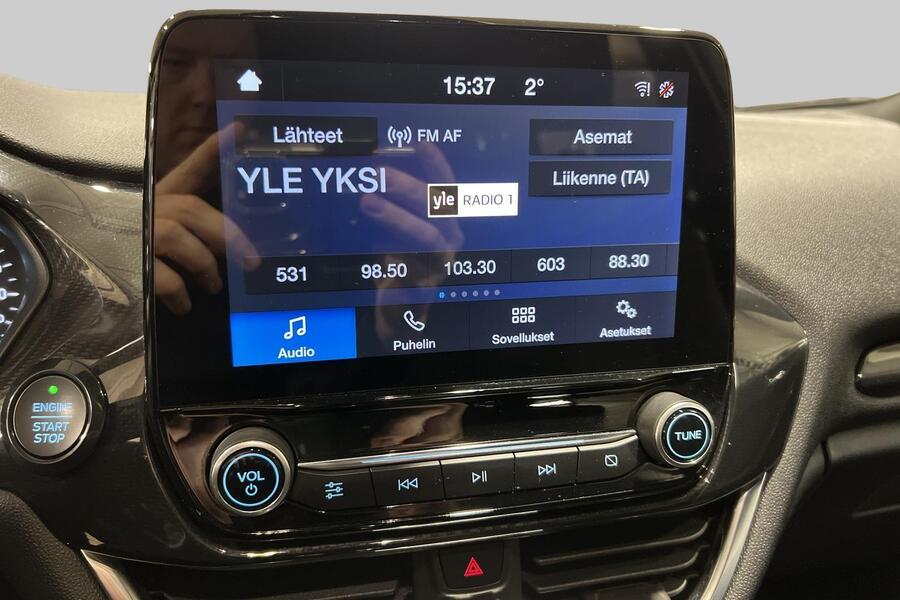 15:37 2°
Lähteet FM AF Asemat
YLE YKSI
yle RADIO 1
Liikenne (TA)
531 98.50 103.30 603 88.30
Audio Puhelin Sovellukset Asetukset
ENGINE
START
STOP
VOL
TUNE